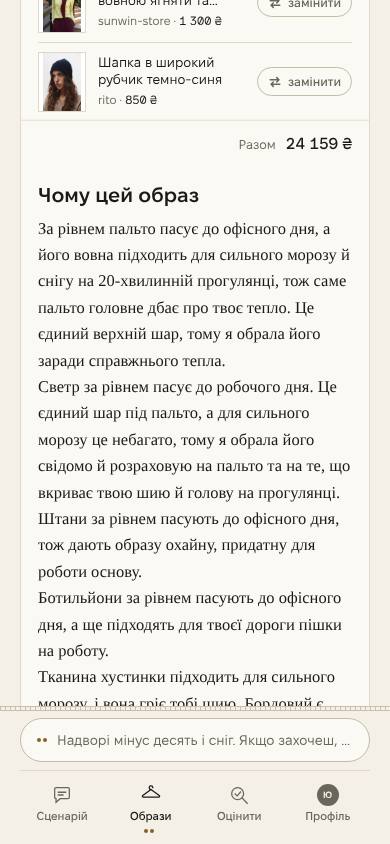 вовною ягняти та...
sunwin-store · 1 300 ₴
замінити
Шапка в широкий
рубчик темно-синя
rito · 850 ₴
замінити
Разом 24 159 ₴
Чому цей образ
За рівнем пальто пасує до офісного дня, а
його вовна підходить для сильного морозу й
снігу на 20-хвилинній прогулянці, тож саме
пальто головне дбає про твоє тепло. Це
єдиний верхній шар, тому я обрала його
заради справжнього тепла.
Светр за рівнем пасує до робочого дня. Це
єдиний шар під пальто, а для сильного
морозу це небагато, тому я обрала його
свідомо й розраховую на пальто та на те, що
вкриває твою шию й голову на прогулянці.
Штани за рівнем пасують до офісного дня,
тож дають образу охайну, придатну для
роботи основу.
Ботильйони за рівнем пасують до офісного
дня, а ще підходять для твоєї дороги пішки
на роботу.
Тканина хустинки підходить для сильного
морозу, і вона гріє тобі шию. Бордовий є
Надворі мінус десять і сніг. Якщо захочеш, ...
Сценарій
Образи
Оцінити
Ю
Профіль